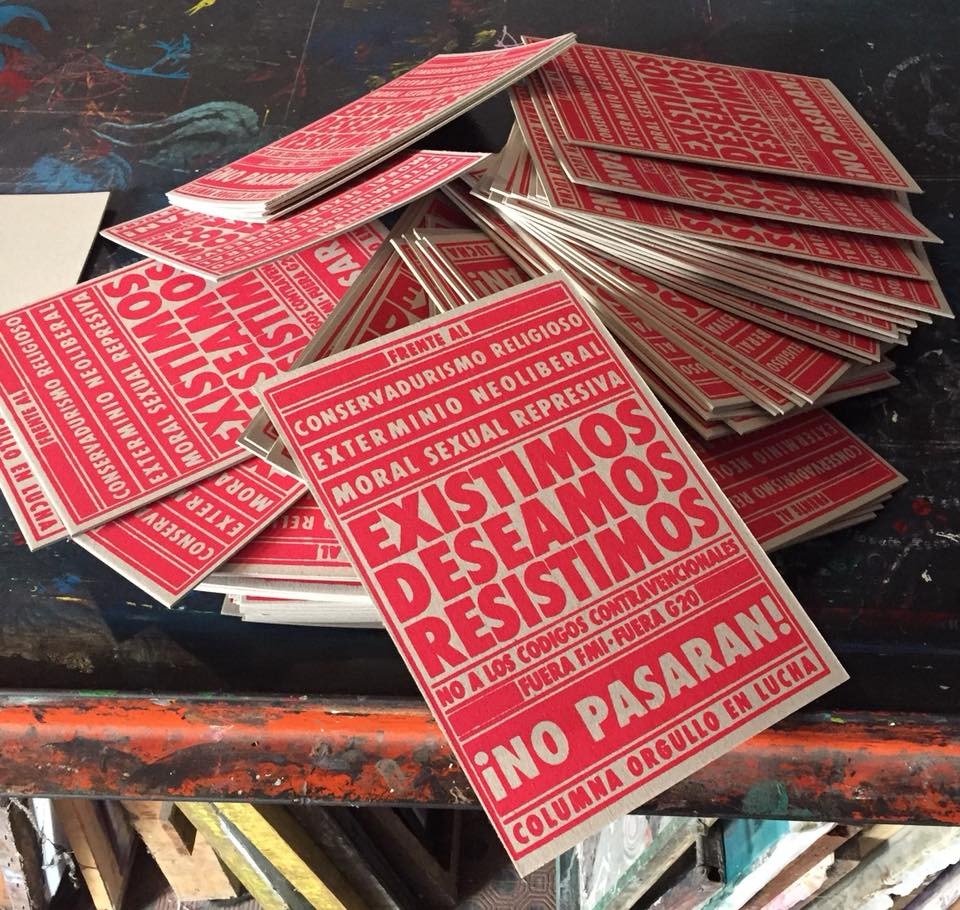 FRENTE AL
CONSERVADURISMO RELIGIOSO
EXTERMINIO NEOLIBERAL
MORAL SEXUAL REPRESIVA
EXISTIMOS
DESEAMOS
RESISTIMOS
NO A LOS CODIGOS CONTRAVENCIONALES
FUERA FMI·FUERA G20
¡NO PASARAN!
COLUMNA ORGULLO EN LUCHA